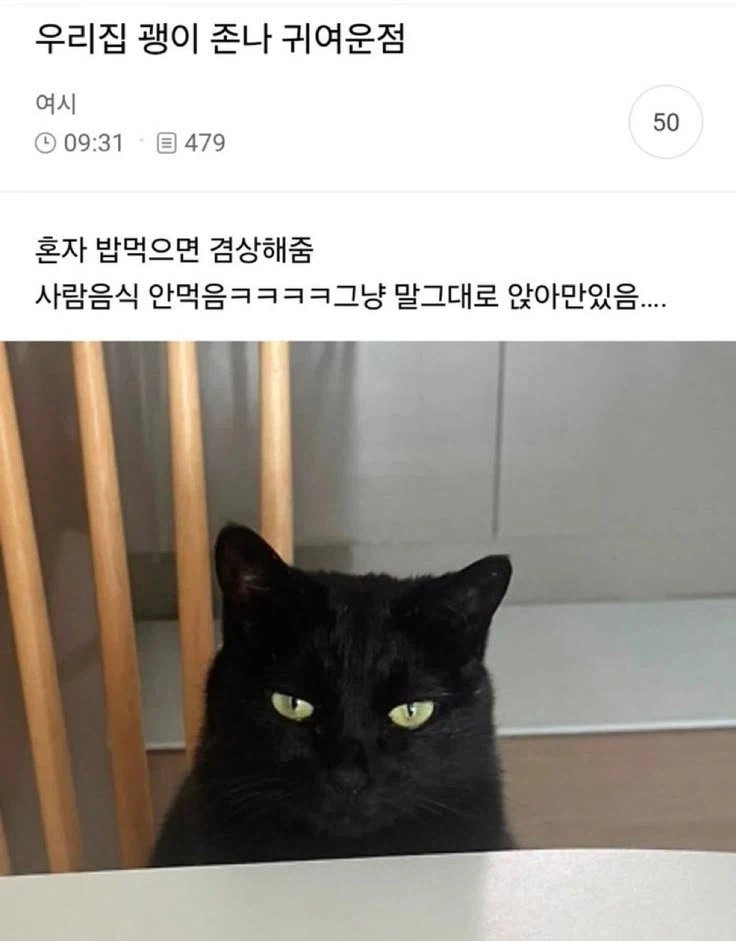 우리집 괭이 존나 귀여운점
여시
09:31 479
50
혼자 밥먹으면 겸상해줌
사람음식 안먹음ㅋㅋㅋㅋ그냥 말그대로 앉아만있음....